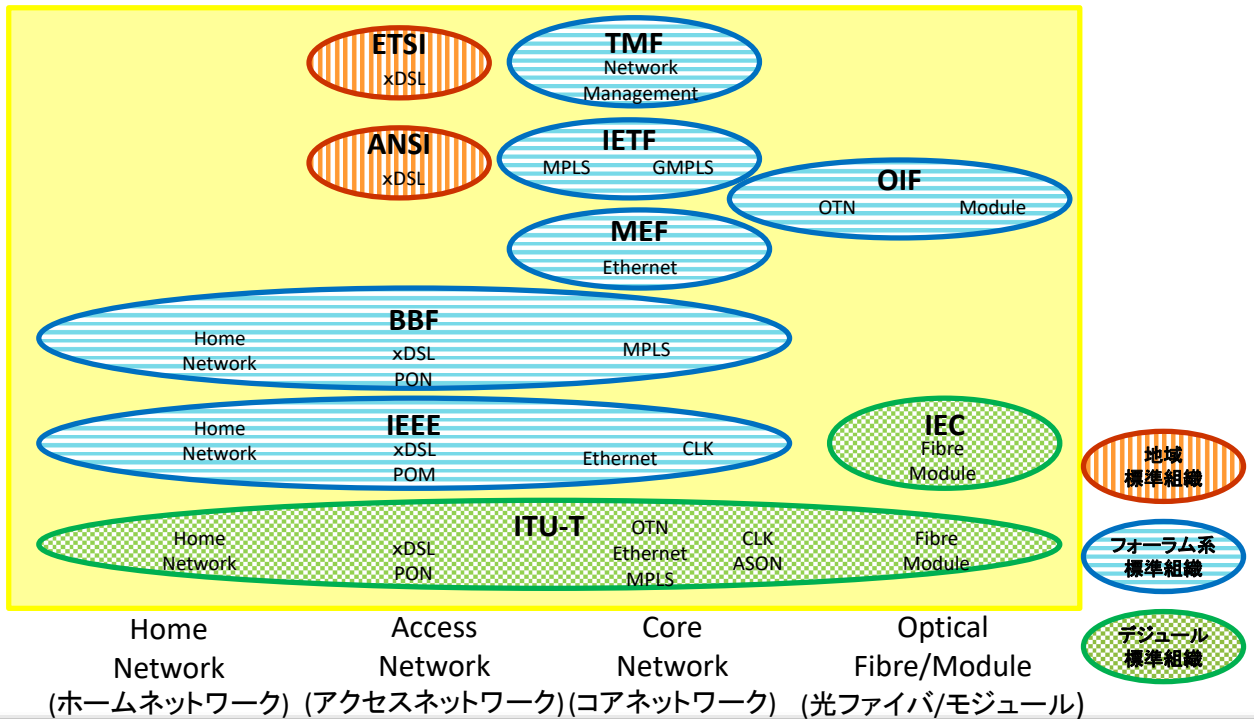 ETSI
xDSL
TMF
Network
Management
ANSI
xDSL
IETF
MPLS GMPLS
OIF
OTN Module
MEF
Ethernet
BBF
Home
Network
xDSL
PON
MPLS
IEEE
Home
Network
xDSL
POM
Ethernet
CLK
IEC
Fibre
Module
ITU-T
Home
Network
xDSL
PON
OTN
Ethernet
MPLS
CLK
ASON
Fibre
Module
地域
標準組織
フォーラム系
標準組織
デジュール
標準組織
Home
Network
(ホームネットワーク)
Access
Network
(アクセスネットワーク)
Core
Network
(コアネットワーク)
Optical
Fibre/Module
(光ファイバ/モジュール)